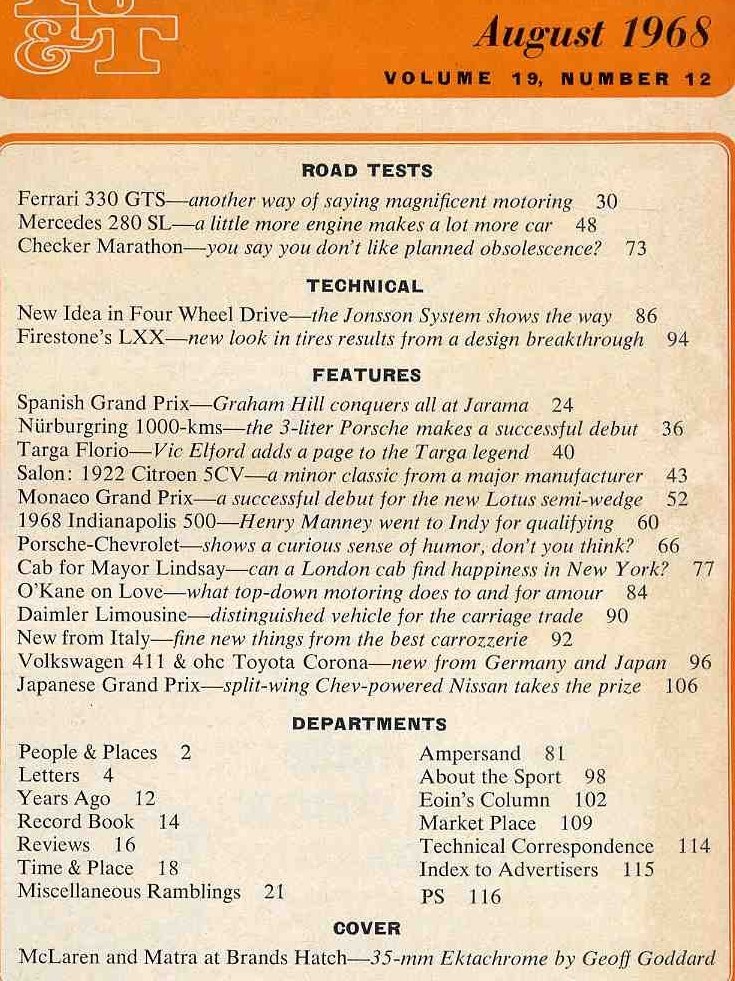 &T
August 1968
VOLUME 19, NUMBER 12
ROAD TESTS
Ferrari 330 GTS—another way of saying magnificent motoring 30
Mercedes 280 SL—a little more engine makes a lot more car 48
Checker Marathon—you say you don't like planned obsolescence? 73
TECHNICAL
New Idea in Four Wheel Drive—the Jonsson System shows the way 86
Firestone's LXX—new look in tires results from a design breakthrough 94
FEATURES
Spanish Grand Prix—Graham Hill conquers all at Jarama 24
Nürburgring 1000-kms—the 3-liter Porsche makes a successful debut 36
Targa Florio—Vic Elford adds a page to the Targa legend 40
Salon: 1922 Citroen 5CV—a minor classic from a major manufacturer 43
Monaco Grand Prix—a successful debut for the new Lotus semi-wedge 52
1968 Indianapolis 500—Henry Manney went to Indy for qualifying 60
Porsche-Chevrolet—shows a curious sense of humor, don't you think? 66
Cab for Mayor Lindsay—can a London cab find happiness in New York? 77
O'Kane on Love—what top-down motoring does to and for amour 84
Daimler Limousine—distinguished vehicle for the carriage trade 90
New from Italy—fine new things from the best carrozzerie 92
Volkswagen 411 & ohc Toyota Corona—new from Germany and Japan 96
Japanese Grand Prix—split-wing Chev-powered Nissan takes the prize 106
DEPARTMENTS
People & Places 2
Letters 4
Years Ago 12
Record Book 14
Reviews 16
Time & Place 18
Miscellaneous Ramblings 21
Ampersand 81
About the Sport 98
Eoin's Column 102
Market Place 109
Technical Correspondence 114
Index to Advertisers 115
PS 116
COVER
McLaren and Matra at Brands Hatch—35-mm Ektachrome by Geoff Goddard